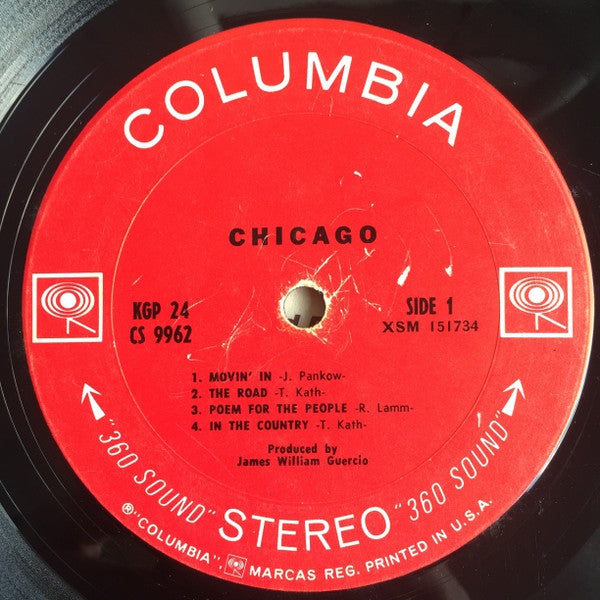 COLUMBIA
CHICAGO
KGP 24
CS 9962
SIDE 1
XSM 151734
1. MOVIN' IN -J. Pankow-
2. THE ROAD -T. Kath-
3. POEM FOR THE PEOPLE -R. Lamm-
4. IN THE COUNTRY -T. Kath-
Produced by
James William Guercio
"360 SOUND" STEREO "360 SOUND"
®"COLUMBIA", MARCAS REG. PRINTED IN U.S.A.